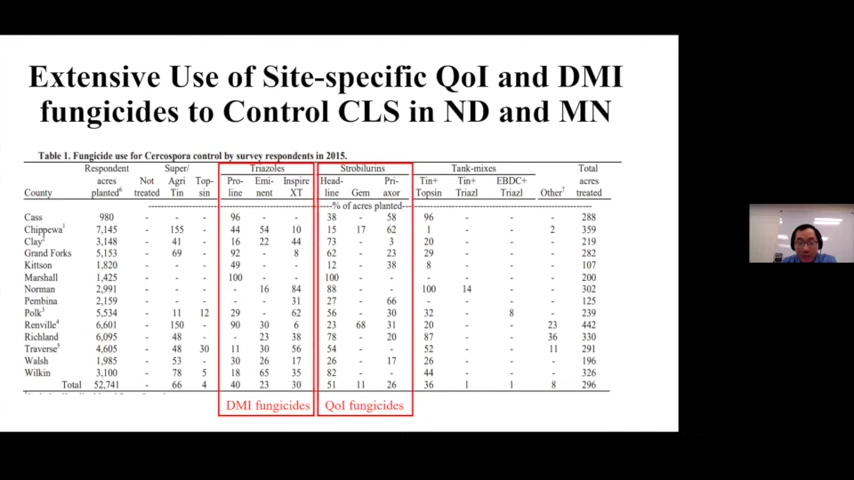 Extensive Use of Site-specific QoI and DMI
fungicides to Control CLS in ND and MN
Table 1. Fungicide use for Cercospora control by survey respondents in 2015.
Respondent Super/ Triazoles Strobilurins Tank-mixes Total
acres Not Agri Top- Pro- Emi- Inspire Head- Pri- Tin+ Tin+ EBDC+ acres
County planted6 treated Tin sin line nent XT line Gem axor Topsin Triazl Triazl Other7 treated
% of acres planted
Cass 980 - - - 96 - - 38 - 58 96 - - - 288
Chippewa1 7,145 - 155 - 44 54 10 15 17 62 1 - - 2 359
Clay2 3,148 - 41 - 16 22 44 73 - 3 20 - - - 219
Grand Forks 5,153 - 69 - 92 - 8 62 - 23 29 - - - 282
Kittson 1,820 - - - 49 - - 12 - 38 8 - - - 107
Marshall 1,425 - - - 100 - - 100 - - - - - - 200
Norman 2,991 - - - - 16 84 88 - - 100 14 - - 302
Pembina 2,159 - - - - - 31 27 - 66 - - - - 125
Polk3 5,534 - 11 12 29 - 62 56 - 30 32 - 8 - 239
Renville4 6,601 - 150 - 90 30 6 23 68 31 20 - - 23 442
Richland 6,095 - 48 - - 23 38 78 - 20 87 - - 36 330
Traverse5 4,605 - 48 30 11 30 56 54 - - 52 - - 11 291
Walsh 1,985 - 53 - 30 26 17 26 - 17 26 - - - 196
Wilkin 3,100 - 78 5 18 65 35 82 - - 44 - - - 326
Total 52,741 - 66 4 40 23 30 51 11 26 36 1 1 8 296
DMI fungicides QoI fungicides